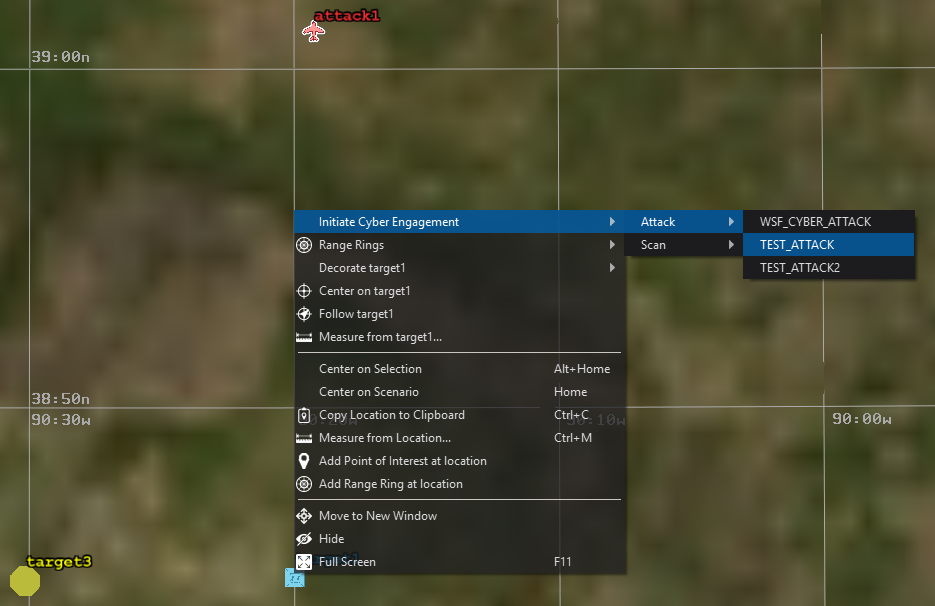 attack1
39:00n
Initiate Cyber Engagement
Attack
WSF_CYBER_ATTACK
Range Rings
Scan
TEST_ATTACK
Decorate target1
TEST_ATTACK2
Center on target1
Follow target1
Measure from target1...
Center on Selection Alt+Home
Center on Scenario Home
38:50n
Copy Location to Clipboard Ctrl+C
90:30w
90:00w
Measure from Location... Ctrl+M
Add Point of Interest at location
Add Range Ring at location
Move to New Window
Hide
Full Screen F11
target3